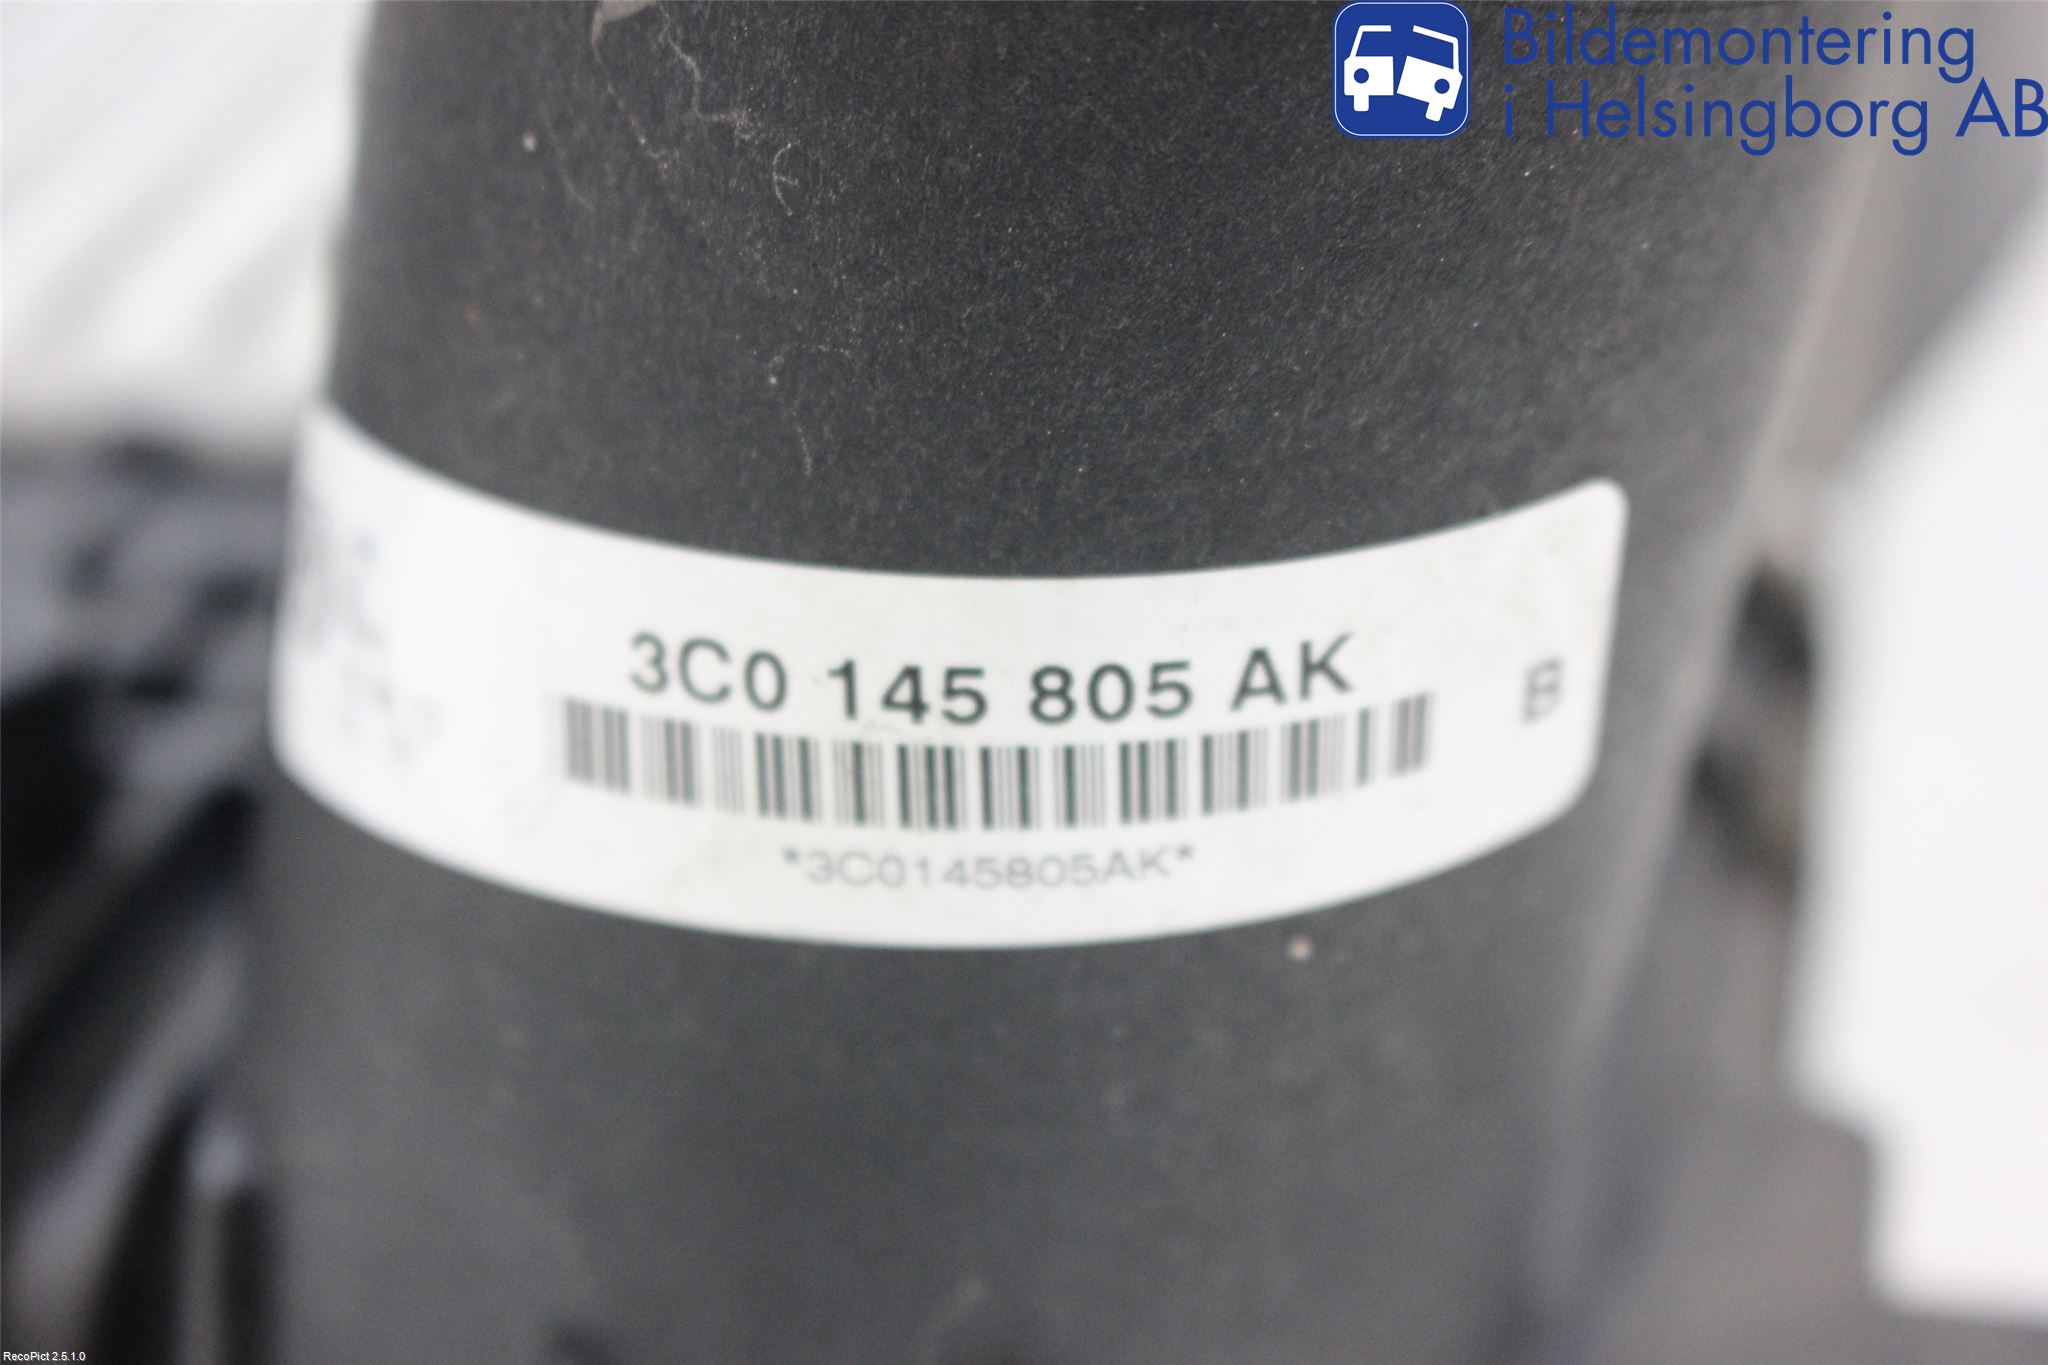 Bildemontering
i Helsingborg AB
3C0 145 805 AK
B
*3C0145805AK*
RecoPict 2.5.1.0